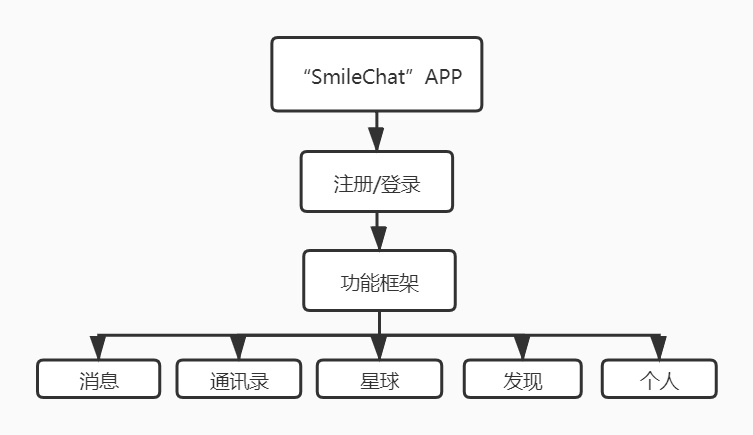 “SmileChat”APP
注册/登录
功能框架
消息
通讯录
星球
发现
个人